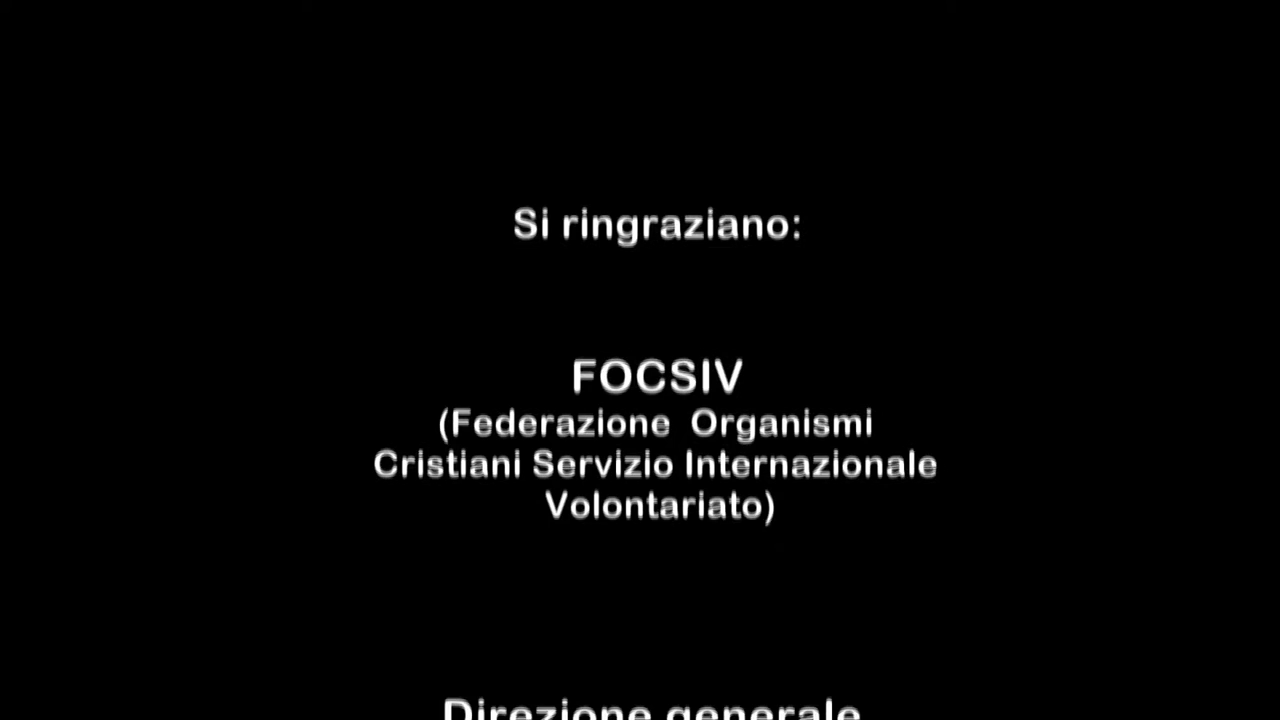 Si ringraziano:
FOCSIV
(Federazione Organismi
Cristiani Servizio Internazionale
Volontariato)
Direzione generale